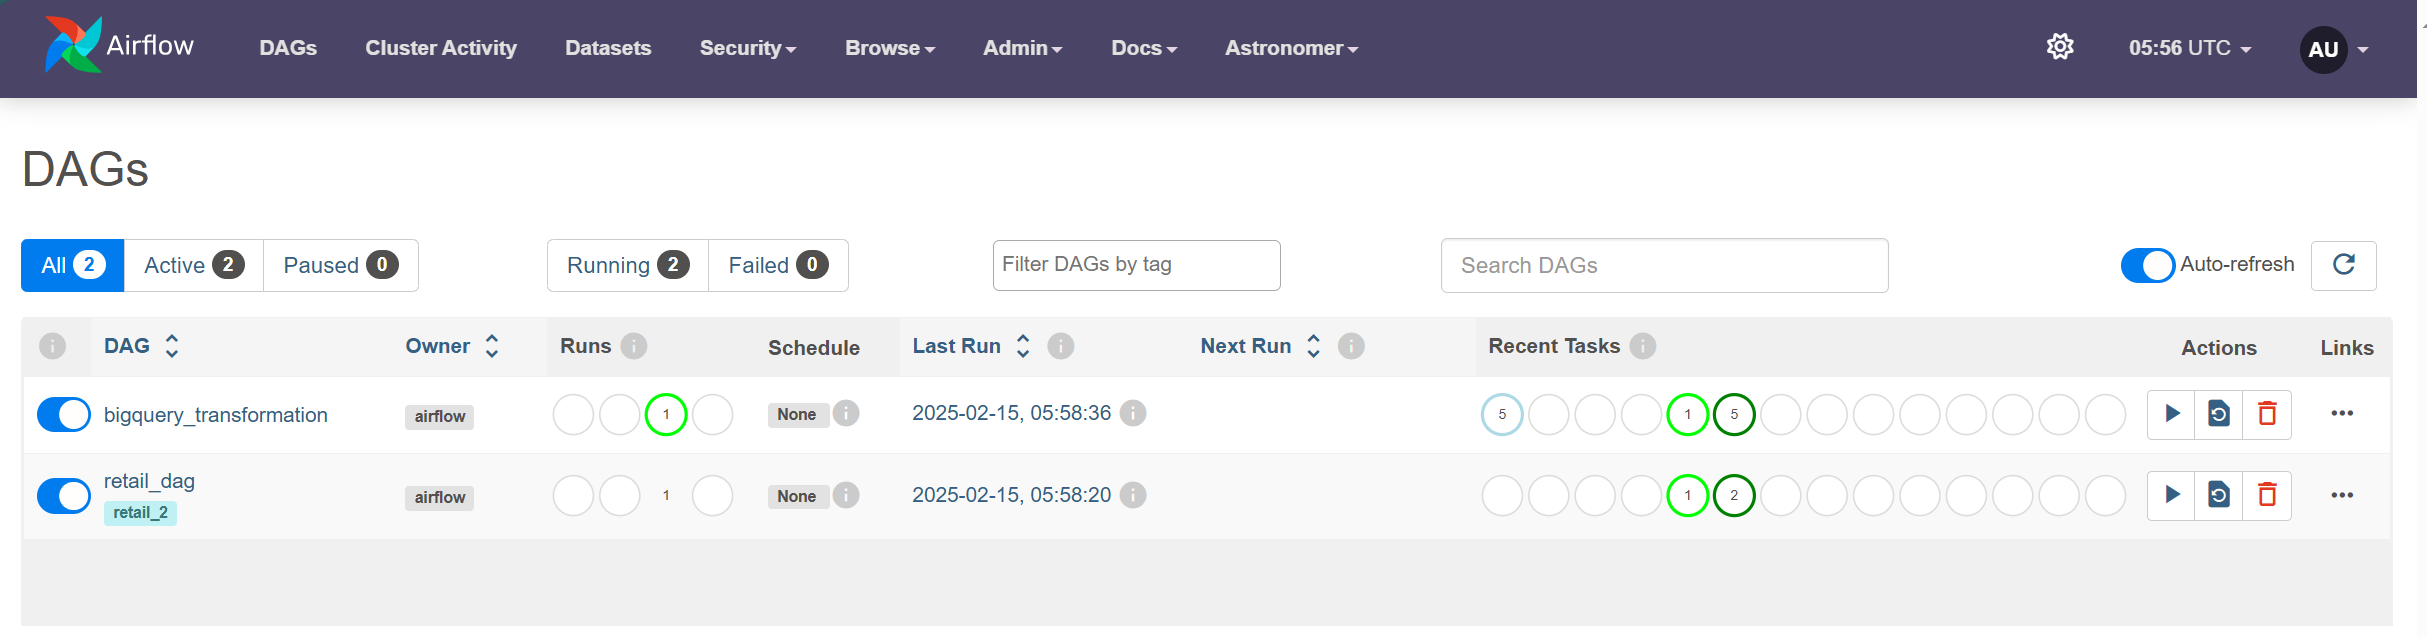 Airflow DAGs Cluster Activity Datasets Security Browse Admin Docs Astronomer 05:56 UTC AU
DAGs
All 2 Active 2 Paused 0 Running 2 Failed 0 Filter DAGs by tag Search DAGs Auto-refresh
DAG Owner Runs Schedule Last Run Next Run Recent Tasks Actions Links
bigquery_transformation airflow 1 None 2025-02-15, 05:58:36 5 1 5
retail_dag airflow 1 None 2025-02-15, 05:58:20 1 2
retail_2